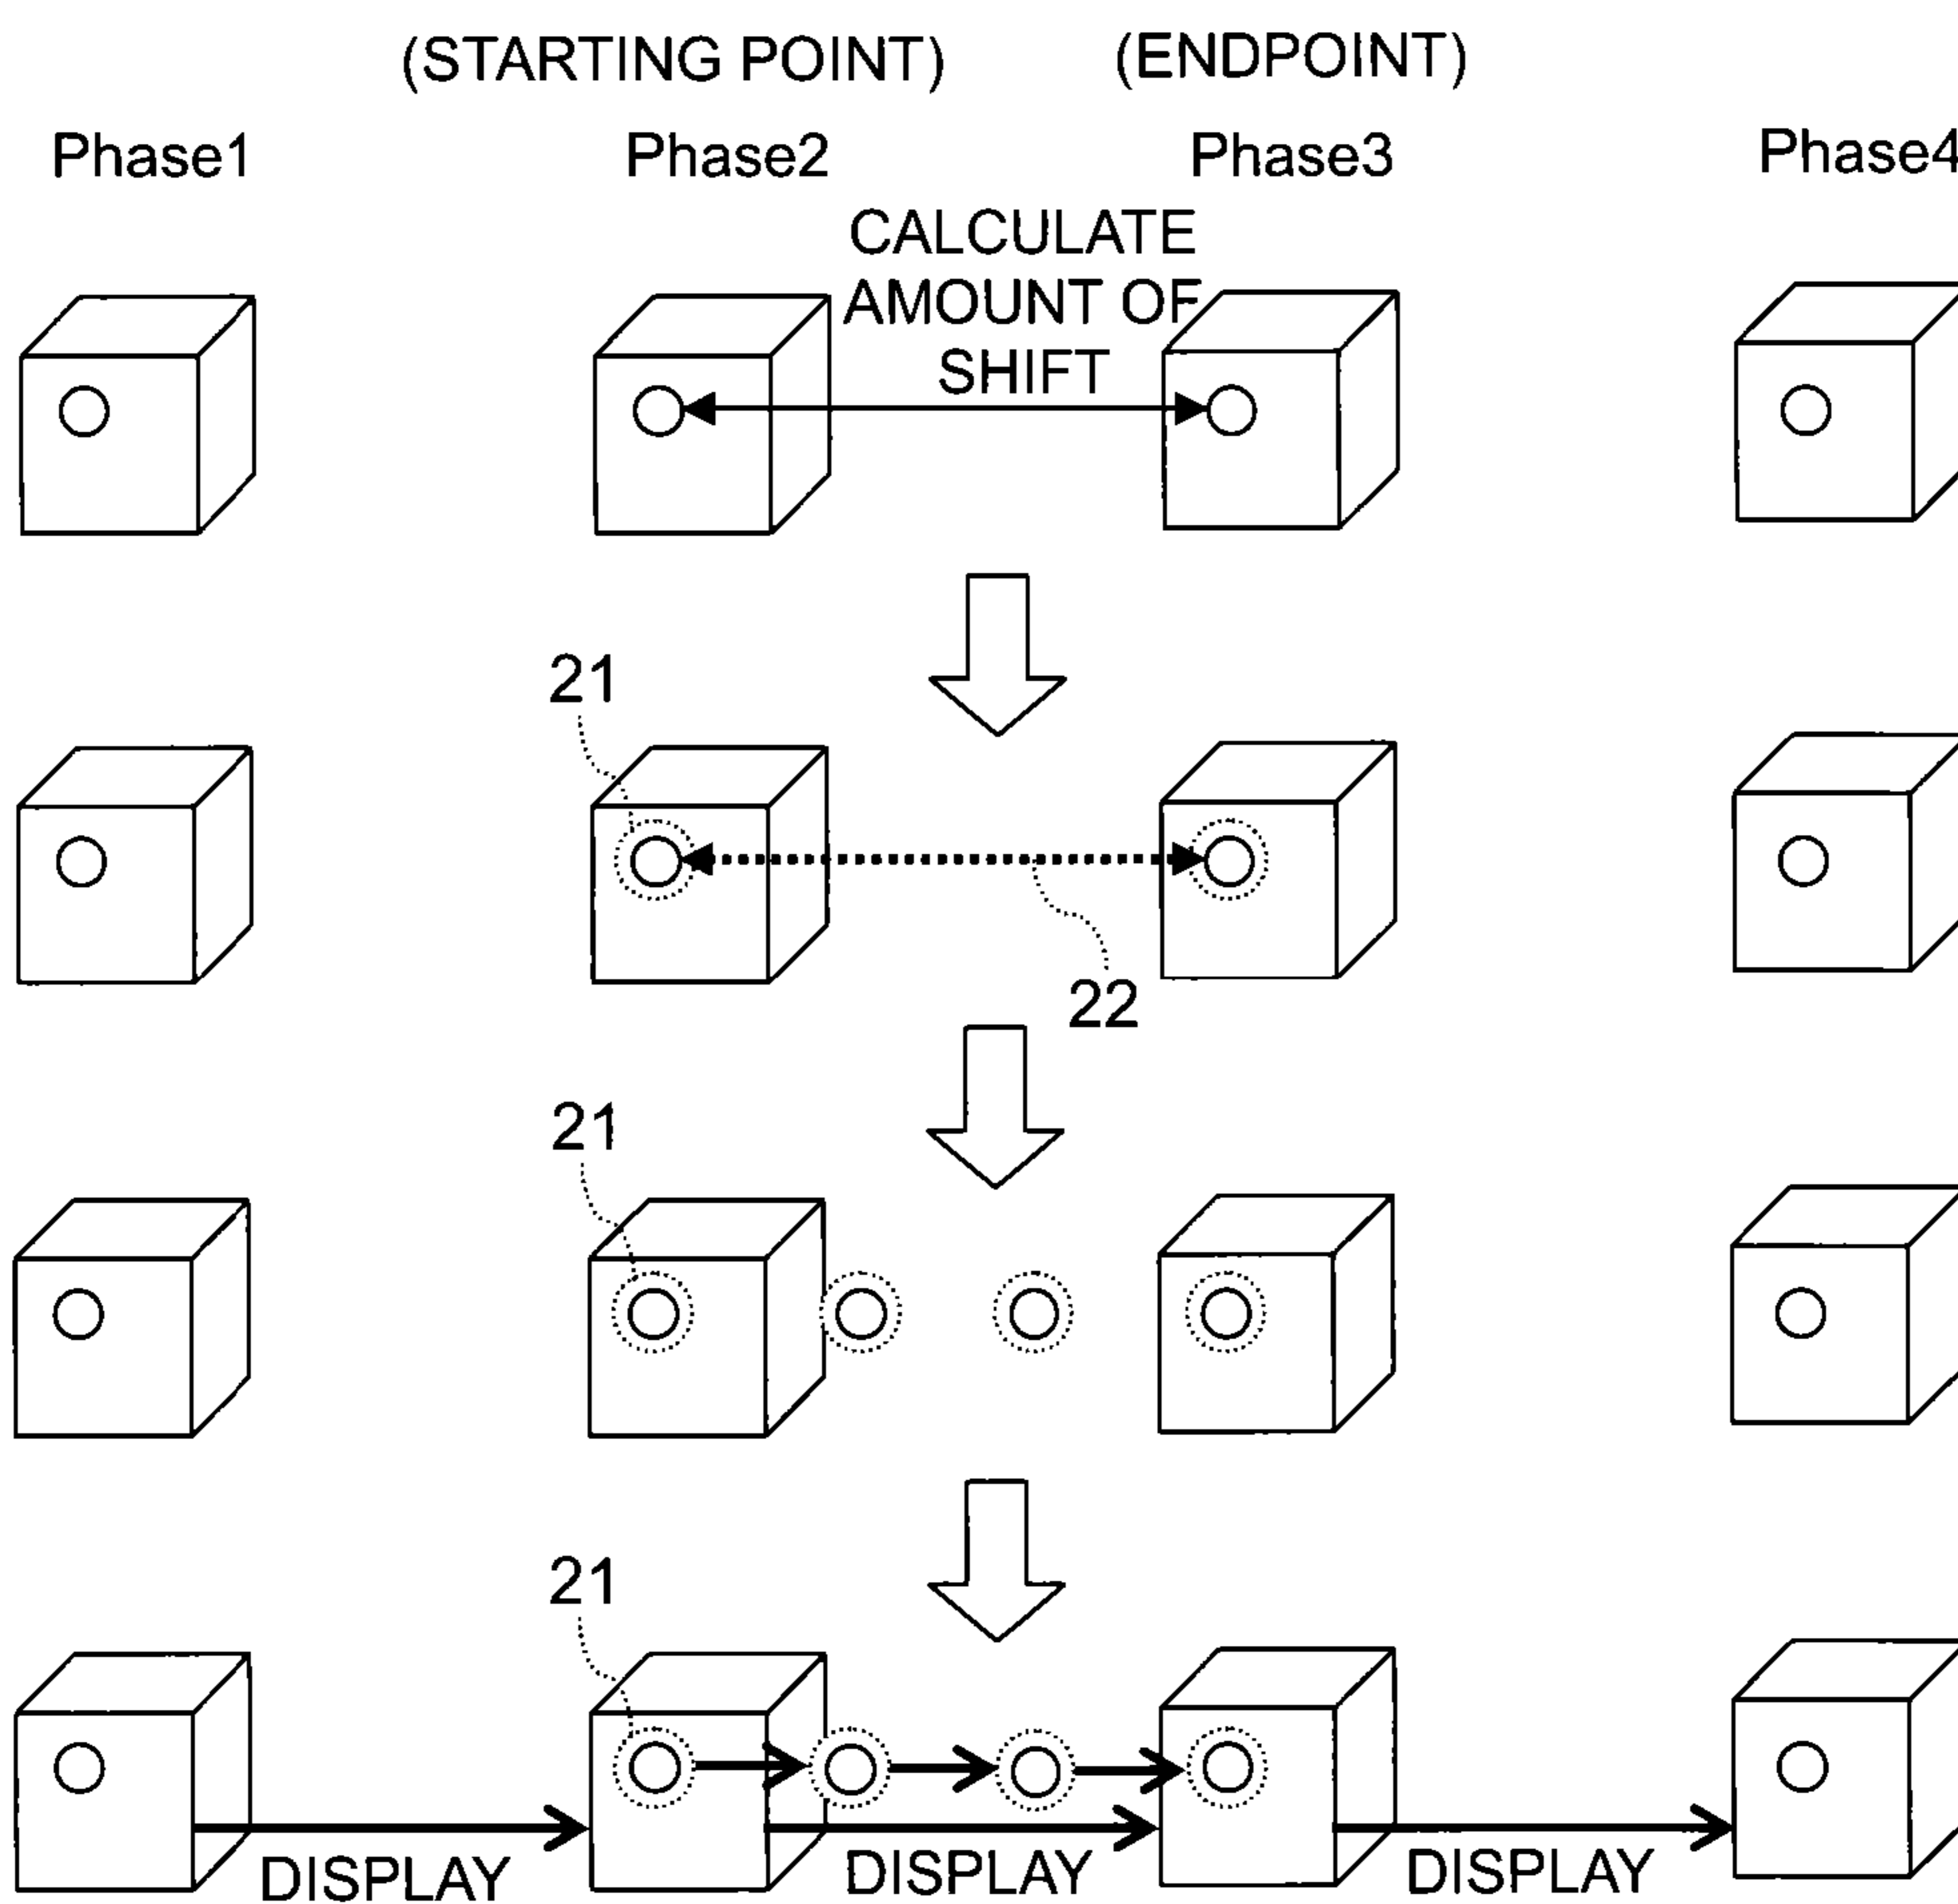 (STARTING POINT) (ENDPOINT)
Phase1 Phase2 Phase3 Phase4
CALCULATE
AMOUNT OF
SHIFT
21
22
21
21
DISPLAY DISPLAY DISPLAY